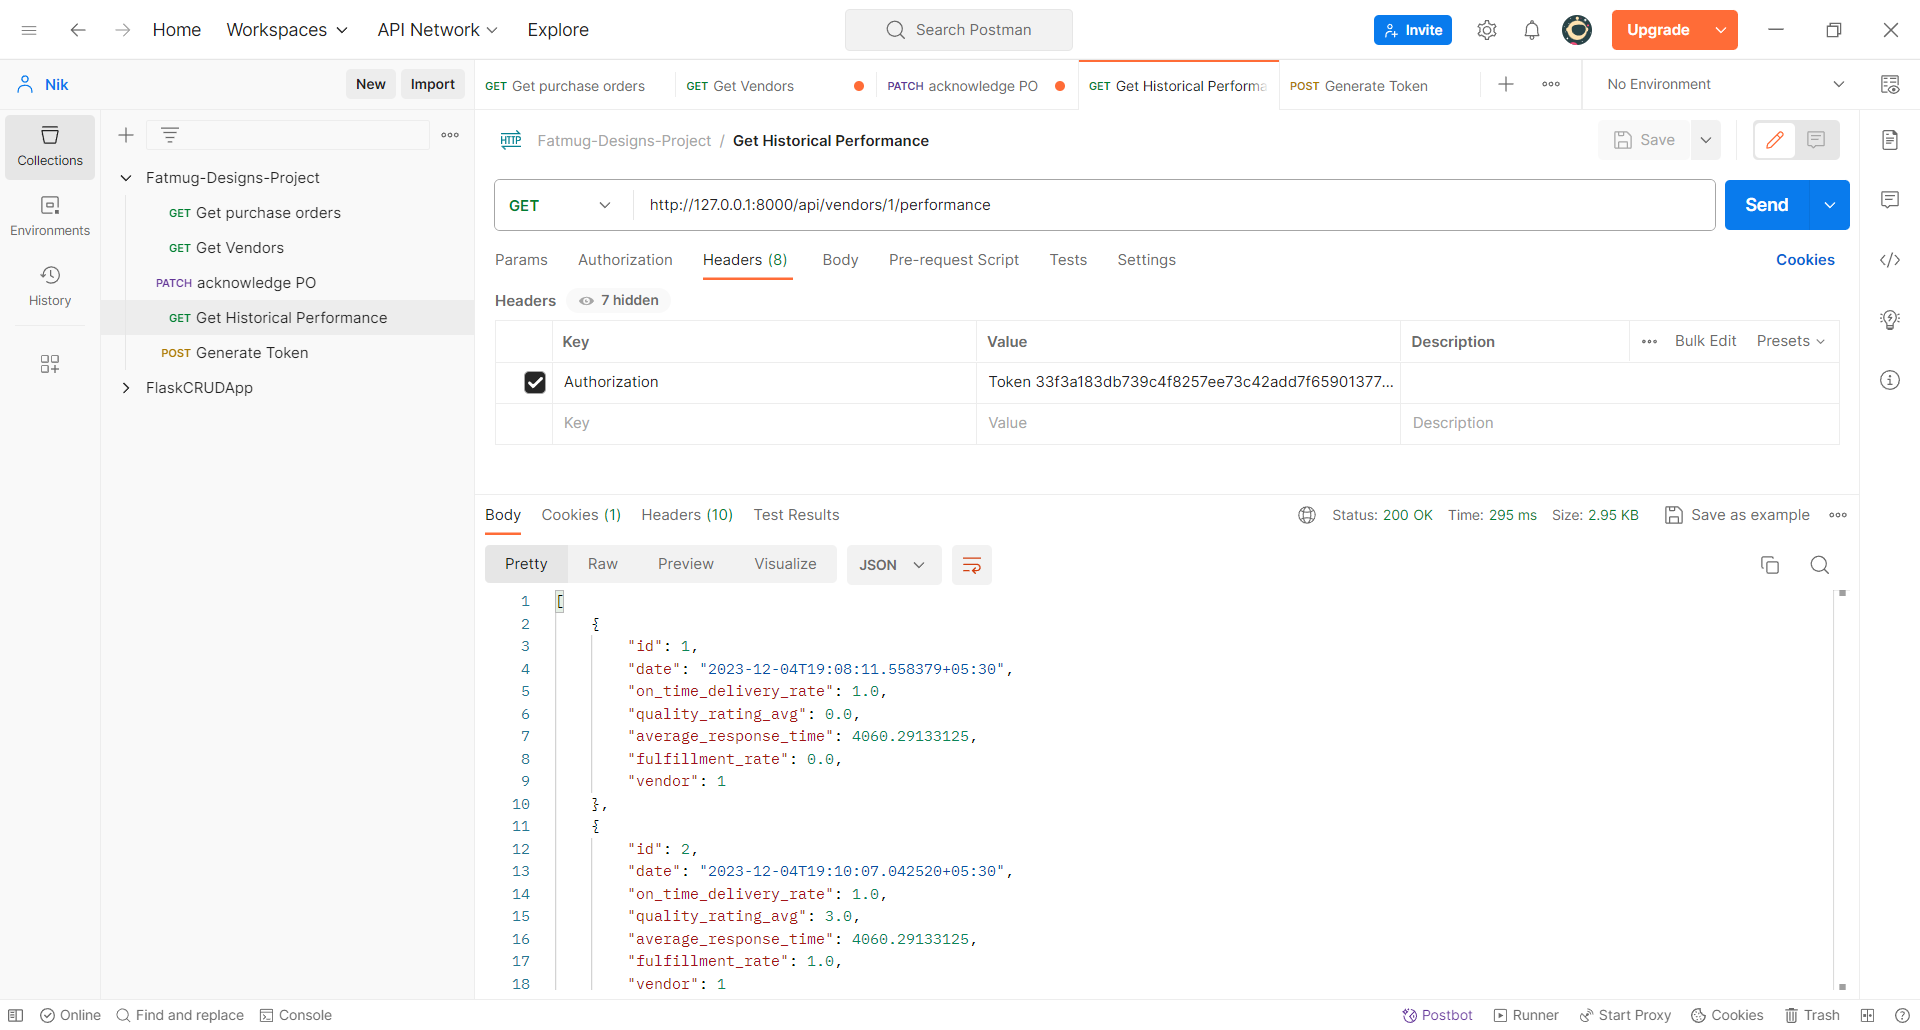 Home Workspaces API Network Explore Search Postman Invite Upgrade
Nik New Import GET Get purchase orders GET Get Vendors PATCH acknowledge PO GET Get Historical Performa POST Generate Token No Environment
Collections
Environments
History
Fatmug-Designs-Project
GET Get purchase orders
GET Get Vendors
PATCH acknowledge PO
GET Get Historical Performance
POST Generate Token
FlaskCRUDApp
HTTP Fatmug-Designs-Project / Get Historical Performance Save
GET http://127.0.0.1:8000/api/vendors/1/performance Send
Params Authorization Headers (8) Body Pre-request Script Tests Settings Cookies
Headers 7 hidden
Key Value Description Bulk Edit Presets
Authorization Token 33f3a183db739c4f8257ee73c42add7f65901377...
Key Value Description
Body Cookies (1) Headers (10) Test Results Status: 200 OK Time: 295 ms Size: 2.95 KB Save as example
Pretty Raw Preview Visualize JSON
1 [
2 {
3 "id": 1,
4 "date": "2023-12-04T19:08:11.558379+05:30",
5 "on_time_delivery_rate": 1.0,
6 "quality_rating_avg": 0.0,
7 "average_response_time": 4060.29133125,
8 "fulfillment_rate": 0.0,
9 "vendor": 1
10 },
11 {
12 "id": 2,
13 "date": "2023-12-04T19:10:07.042520+05:30",
14 "on_time_delivery_rate": 1.0,
15 "quality_rating_avg": 3.0,
16 "average_response_time": 4060.29133125,
17 "fulfillment_rate": 1.0,
18 "vendor": 1
Online Find and replace Console Postbot Runner Start Proxy Cookies Trash